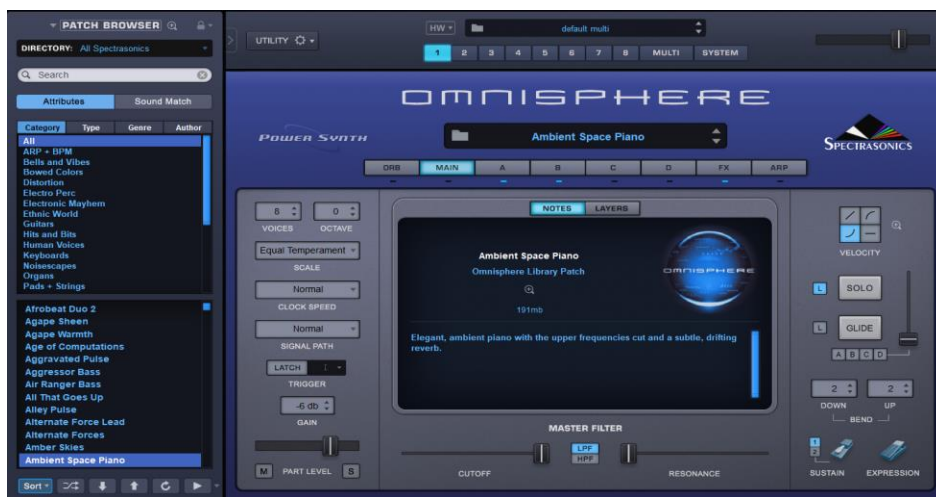 PATCH BROWSER
DIRECTORY: All Spectrasonics
Search
Attributes Sound Match
Category Type Genre Author
All
ARP + BPM
Bells and Vibes
Bowed Colors
Distortion
Electro Perc
Electronic Mayhem
Ethnic World
Guitars
Hits and Bits
Human Voices
Keyboards
Noisescapes
Organs
Pads + Strings
Afrobeat Duo 2
Agape Sheen
Agape Warmth
Age of Computations
Aggravated Pulse
Aggressor Bass
Air Ranger Bass
All That Goes Up
Alley Pulse
Alternate Force Lead
Alternate Forces
Amber Skies
Ambient Space Piano
Sort
UTILITY
HW default multi
1 2 3 4 5 6 7 8 MULTI SYSTEM
OMNISPHERE
POWER SYNTH
Ambient Space Piano
SPECTRASONICS
ORB MAIN A B C D FX ARP
6 0
VOICES OCTAVE
Equal Temperament
SCALE
Normal
CLOCK SPEED
Normal
SIGNAL PATH
LATCH
TRIGGER
-6 db
GAIN
M PART LEVEL S
NOTES LAYERS
Ambient Space Piano
Omnisphere Library Patch
191mb
OMNISPHERE
Elegant, ambient piano with the upper frequencies cut and a subtle, drifting
reverb.
MASTER FILTER
LPF
HPF
CUTOFF RESONANCE
VELOCITY
L SOLO
L GLIDE
A B C D
2 2
DOWN UP
BEND
1
2
SUSTAIN EXPRESSION